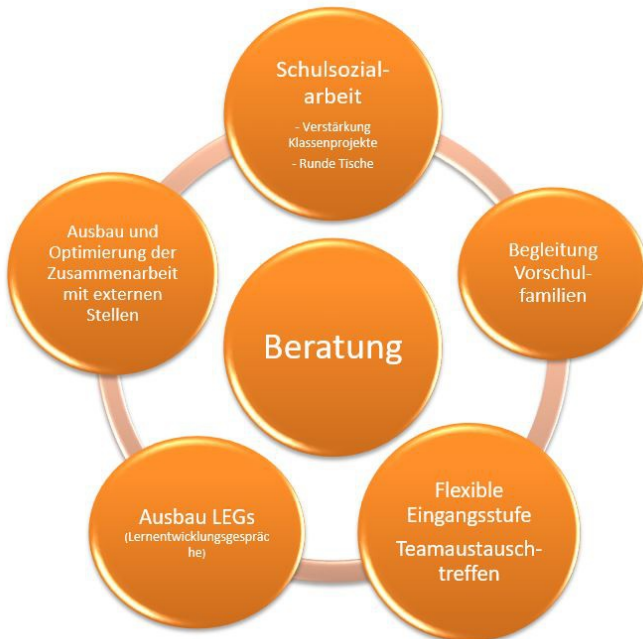 Schulsozial-
arbeit
- Verstärkung
Klassenprojekte
- Runde Tische
Begleitung
Vorschul-
familien
Flexible
Eingangsstufe
Teamaustausch-
treffen
Ausbau LEGs
(Lernentwicklungsgespräc
he)
Ausbau und
Optimierung der
Zusammenarbeit
mit externen
Stellen
Beratung